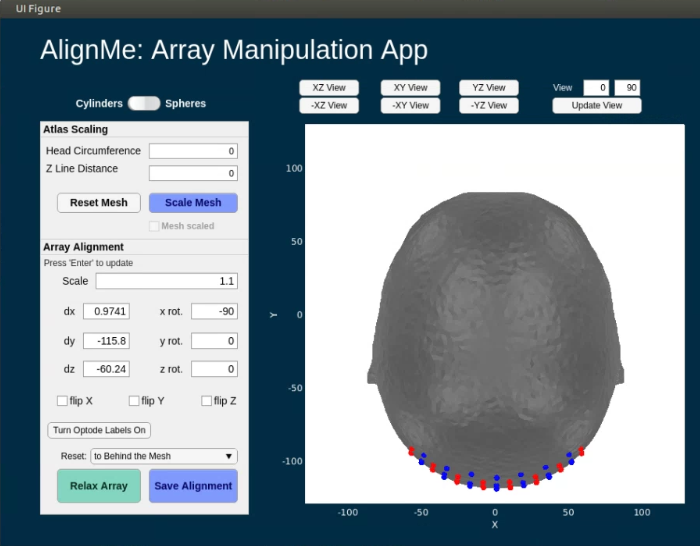 UI Figure
AlignMe: Array Manipulation App
XZ View XY View YZ View View 0 90
Cylinders Spheres -XZ View -XY View -YZ View Update View
Atlas Scaling
Head Circumference 0
Z Line Distance 0
Reset Mesh Scale Mesh
Mesh scaled
Array Alignment
Press 'Enter' to update
Scale 1.1
dx 0.9741 x rot. -90
dy -115.8 y rot. 0
dz -60.24 z rot. 0
flip X flip Y flip Z
Turn Optode Labels On
Reset: to Behind the Mesh
Relax Array Save Alignment
100
50
0
-50
-100
Y
-100 -50 0 50 100
X